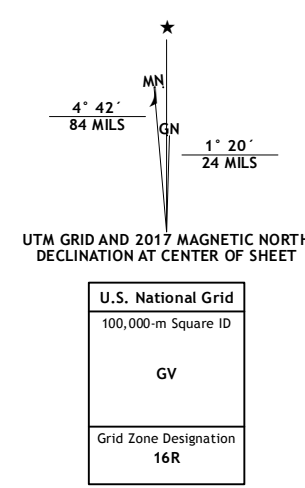 ★
MN
4° 42´
84 MILS
GN
1° 20´
24 MILS
UTM GRID AND 2017 MAGNETIC NORTH
DECLINATION AT CENTER OF SHEET
U.S. National Grid
100,000-m Square ID
GV
Grid Zone Designation
16R